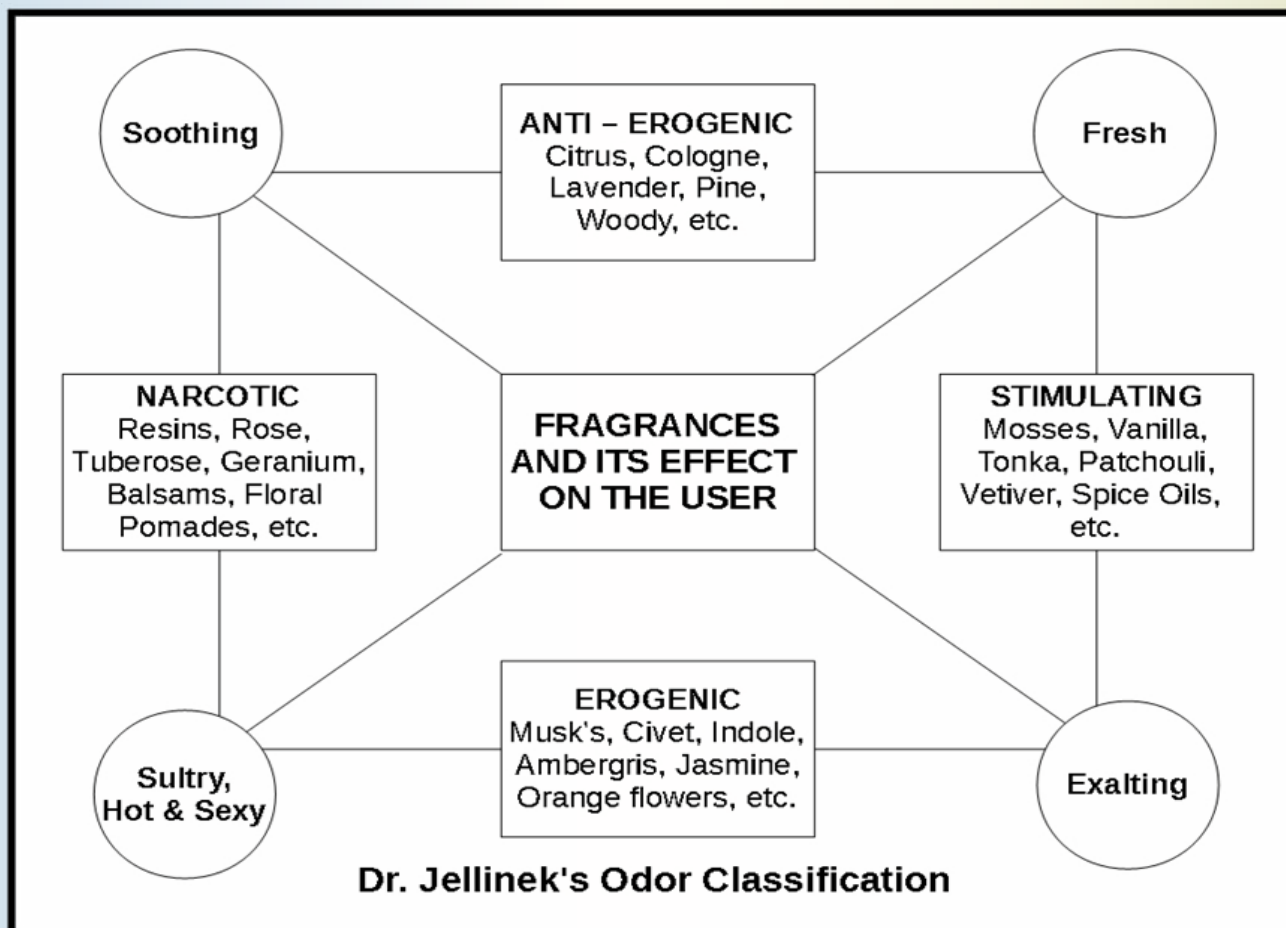 Soothing
ANTI – EROGENIC
Citrus, Cologne,
Lavender, Pine,
Woody, etc.
Fresh
NARCOTIC
Resins, Rose,
Tuberose, Geranium,
Balsams, Floral
Pomades, etc.
FRAGRANCES
AND ITS EFFECT
ON THE USER
STIMULATING
Mosses, Vanilla,
Tonka, Patchouli,
Vetiver, Spice Oils,
etc.
Sultry,
Hot & Sexy
EROGENIC
Musk's, Civet, Indole,
Ambergris, Jasmine,
Orange flowers, etc.
Exalting
Dr. Jellinek's Odor Classification